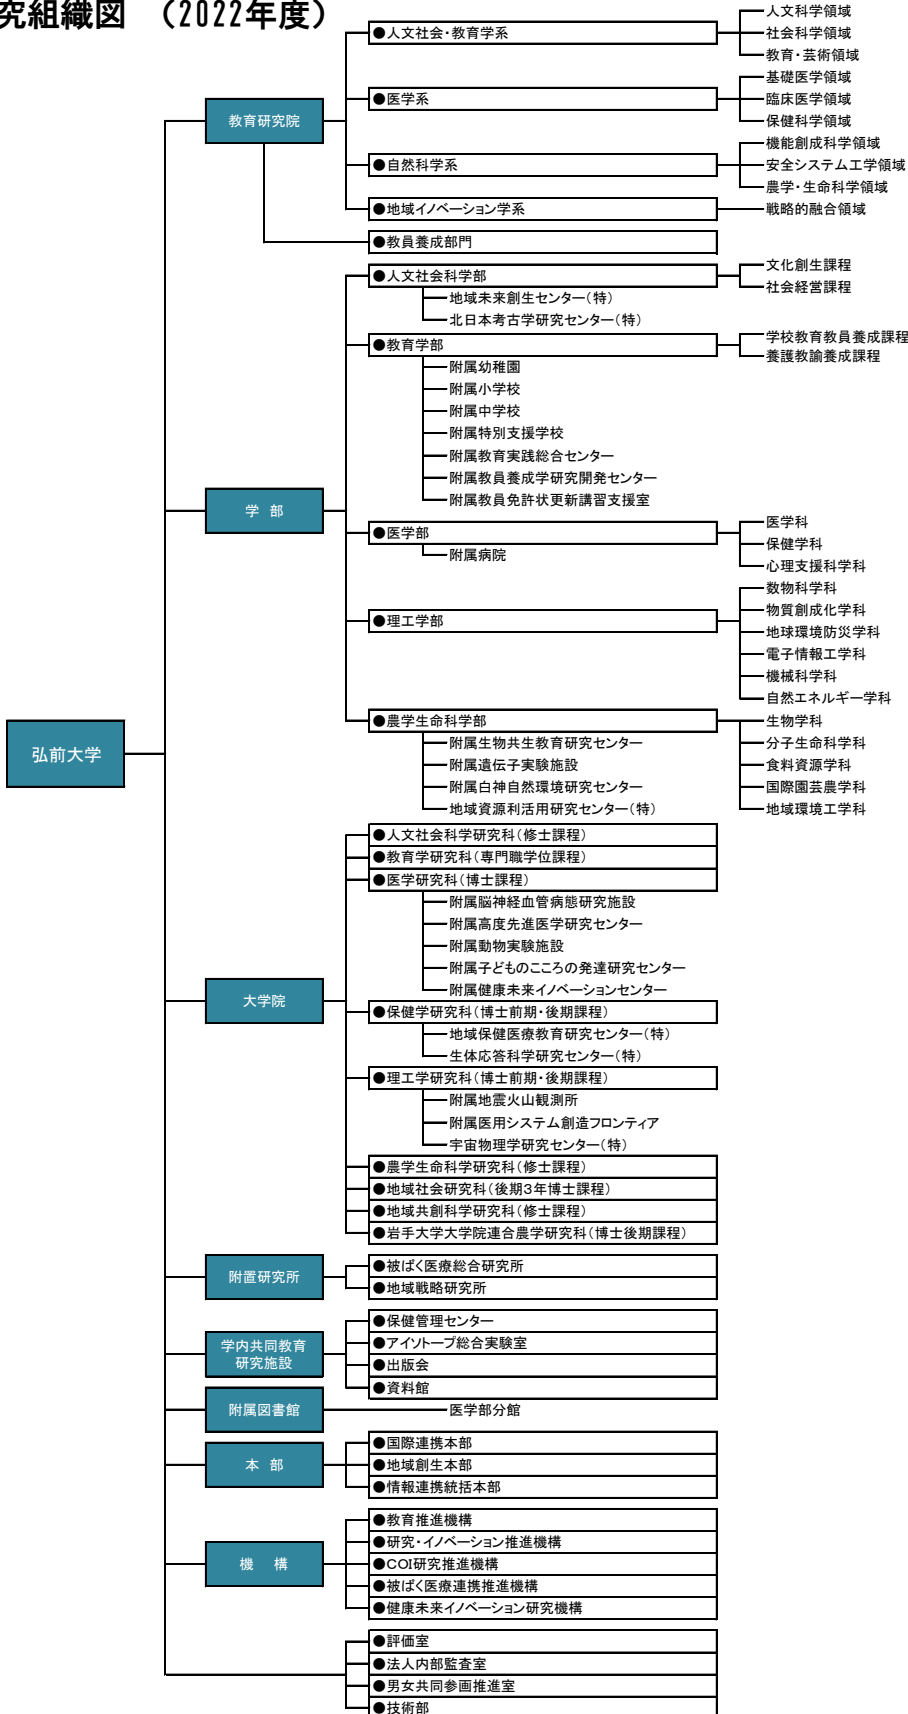 究組織図　（2022年度）
弘前大学
教育研究院
●人文社会・教育学系
人文科学領域
社会科学領域
教育・芸術領域
●医学系
基礎医学領域
臨床医学領域
保健科学領域
●自然科学系
機能創成科学領域
安全システム工学領域
農学・生命科学領域
●地域イノベーション学系
戦略的融合領域
●教員養成部門
学 部
●人文社会科学部
文化創生課程
社会経営課程
地域未来創生センター（特）
北日本考古学研究センター（特）
●教育学部
学校教育教員養成課程
養護教諭養成課程
附属幼稚園
附属小学校
附属中学校
附属特別支援学校
附属教育実践総合センター
附属教員養成学研究開発センター
附属教員免許状更新講習支援室
●医学部
医学科
保健学科
心理支援科学科
附属病院
●理工学部
数物科学科
物質創成化学科
地球環境防災学科
電子情報工学科
機械科学科
自然エネルギー学科
●農学生命科学部
生物学科
分子生命科学科
食料資源学科
国際園芸農学科
地域環境工学科
附属生物共生教育研究センター
附属遺伝子実験施設
附属白神自然環境研究センター
地域資源利活用研究センター（特）
大学院
●人文社会科学研究科（修士課程）
●教育学研究科（専門職学位課程）
●医学研究科（博士課程）
附属脳神経血管病態研究施設
附属高度先進医学研究センター
附属動物実験施設
附属子どものこころの発達研究センター
附属健康未来イノベーションセンター
●保健学研究科（博士前期・後期課程）
地域保健医療教育研究センター（特）
生体応答科学研究センター（特）
●理工学研究科（博士前期・後期課程）
附属地震火山観測所
附属医用システム創造フロンティア
宇宙物理学研究センター（特）
●農学生命科学研究科（修士課程）
●地域社会研究科（後期3年博士課程）
●地域共創科学研究科（修士課程）
●岩手大学大学院連合農学研究科（博士後期課程）
附置研究所
●被ばく医療総合研究所
●地域戦略研究所
学内共同教育
研究施設
●保健管理センター
●アイソトープ総合実験室
●出版会
●資料館
附属図書館
医学部分館
本 部
●国際連携本部
●地域創生本部
●情報連携統括本部
機 構
●教育推進機構
●研究・イノベーション推進機構
●COI研究推進機構
●被ばく医療連携推進機構
●健康未来イノベーション研究機構
●評価室
●法人内部監査室
●男女共同参画推進室
●技術部